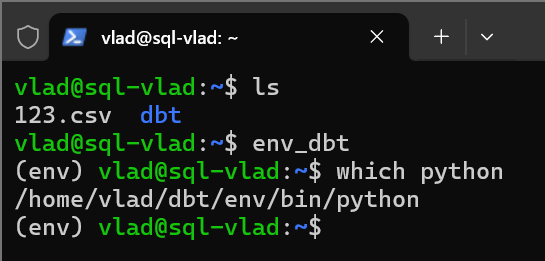 vlad@sql-vlad: ~
vlad@sql-vlad:~$ ls
123.csv  dbt
vlad@sql-vlad:~$ env_dbt
(env) vlad@sql-vlad:~$ which python
/home/vlad/dbt/env/bin/python
(env) vlad@sql-vlad:~$